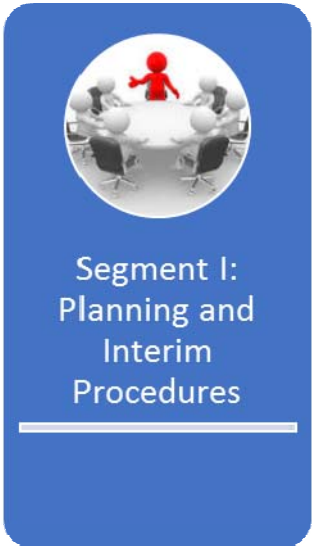 Segment I:
Planning and
Interim
Procedures